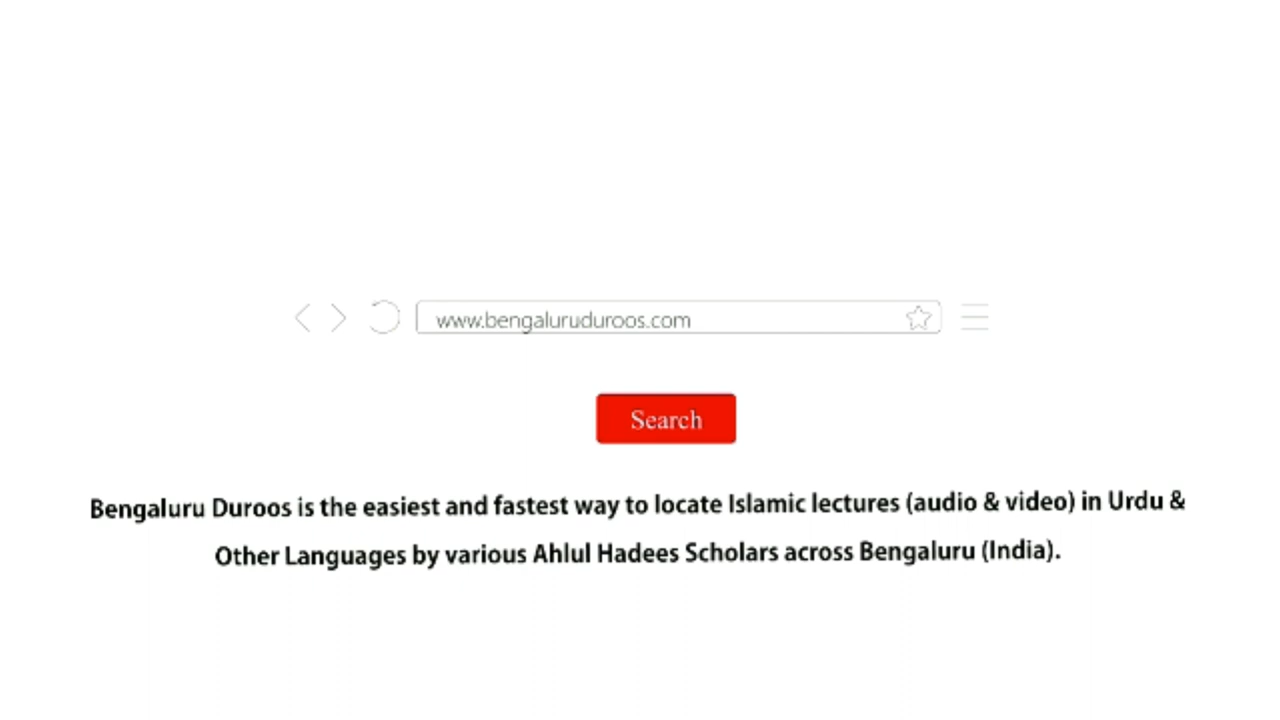 www.bengaluruduroos.com
Search
Bengaluru Duroos is the easiest and fastest way to locate Islamic lectures (audio & video) in Urdu &
Other Languages by various Ahlul Hadees Scholars across Bengaluru (India).